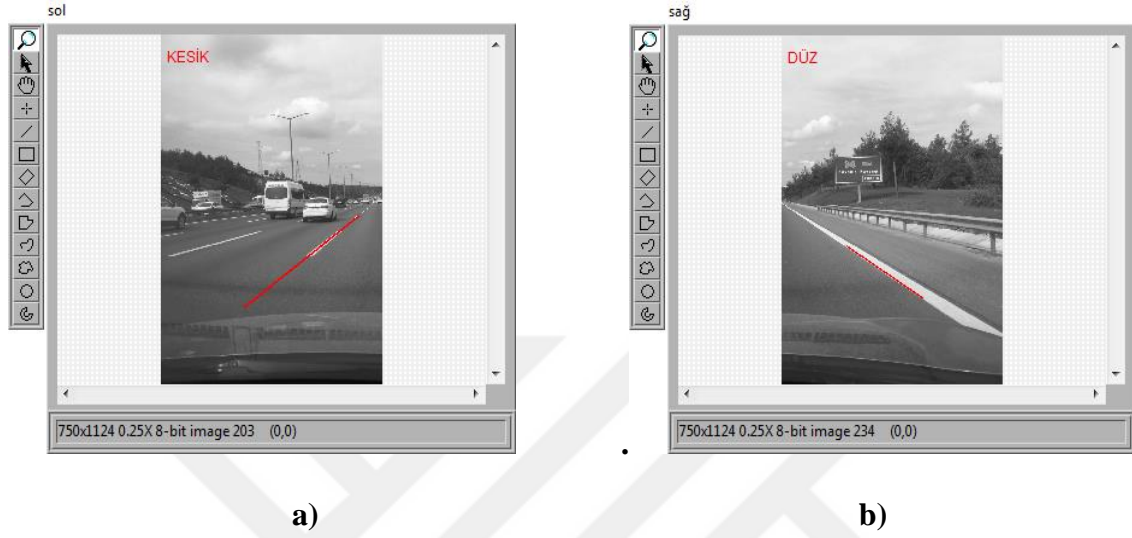 sol
KESİK
750x1124 0.25X 8-bit image 203 (0,0)
a)
sağ
DÜZ
750x1124 0.25X 8-bit image 234 (0,0)
b)